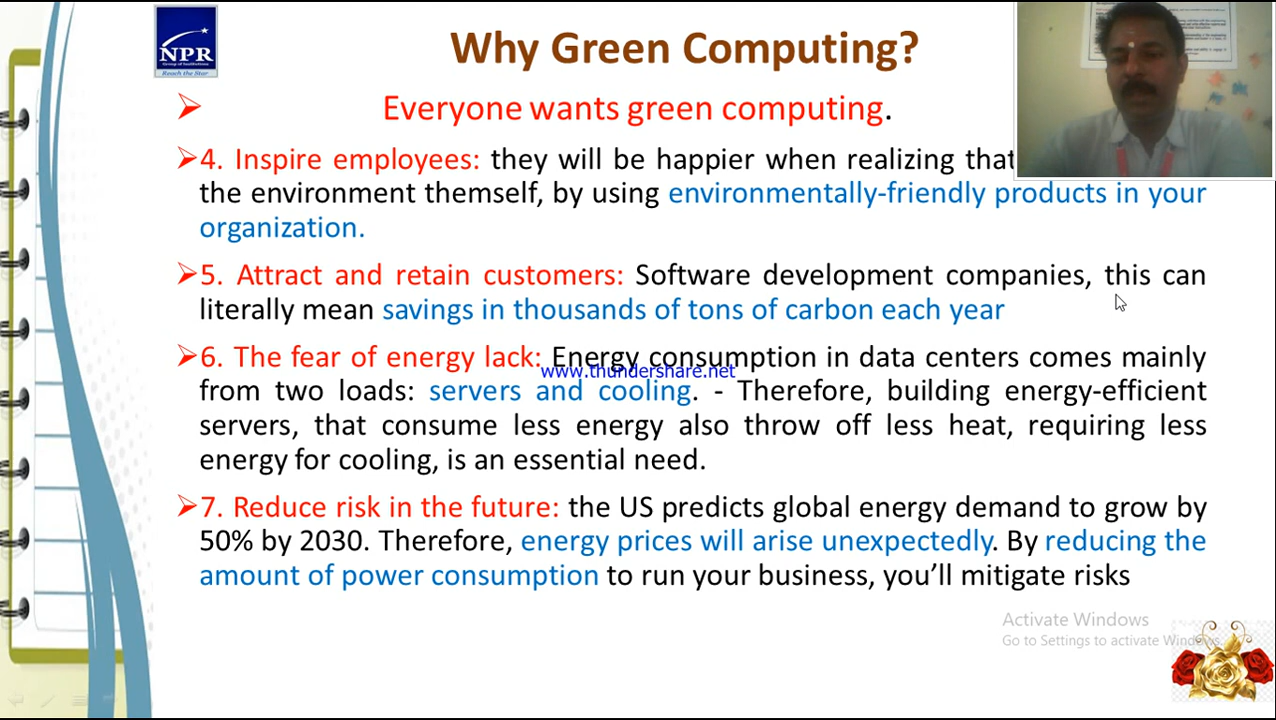 NPR
Group of Institutions
Reach the Star
Why Green Computing?
Everyone wants green computing.
4. Inspire employees: they will be happier when realizing that
the environment themself, by using environmentally-friendly products in your
organization.
5. Attract and retain customers: Software development companies, this can
literally mean savings in thousands of tons of carbon each year
6. The fear of energy lack: Energy consumption in data centers comes mainly
www.thundershare.net
from two loads: servers and cooling. - Therefore, building energy-efficient
servers, that consume less energy also throw off less heat, requiring less
energy for cooling, is an essential need.
7. Reduce risk in the future: the US predicts global energy demand to grow by
50% by 2030. Therefore, energy prices will arise unexpectedly. By reducing the
amount of power consumption to run your business, you’ll mitigate risks
Activate Windows
Go to Settings to activate Windows.